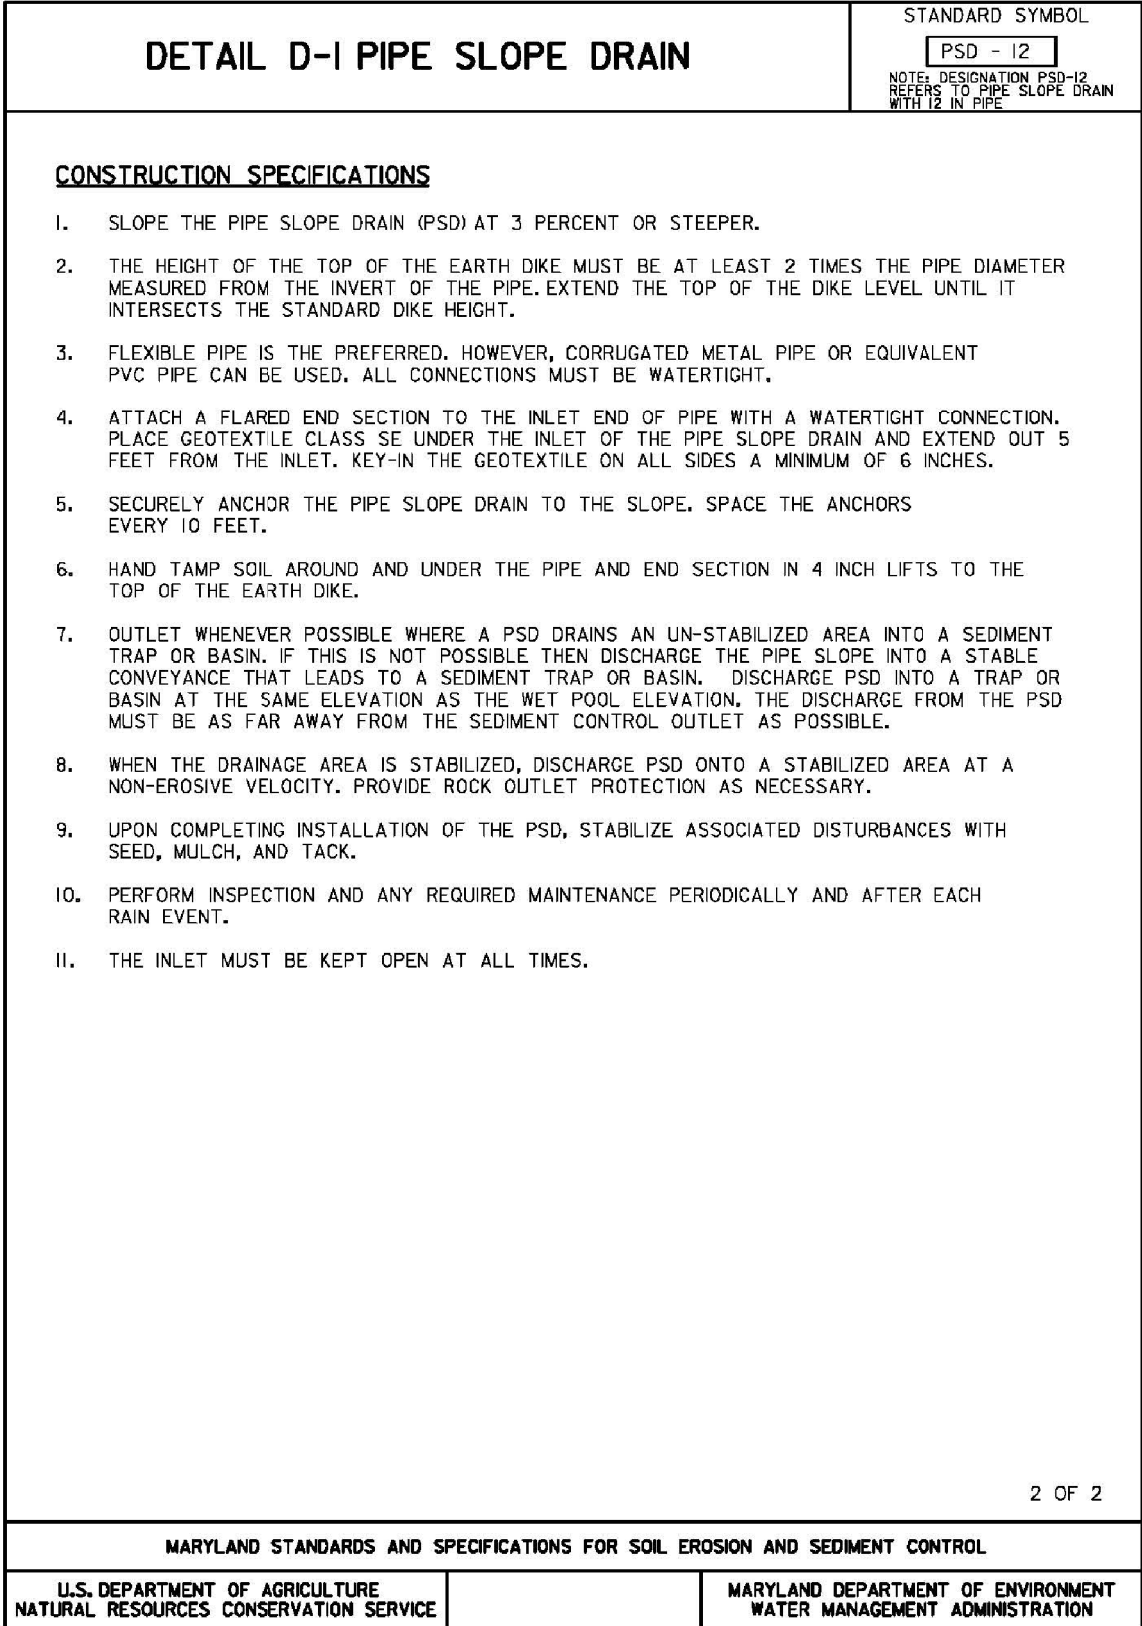 DETAIL D-1 PIPE SLOPE DRAIN
STANDARD SYMBOL
PSD - 12
NOTE: DESIGNATION PSD-12
REFERS TO PIPE SLOPE DRAIN
WITH 12 IN PIPE
CONSTRUCTION SPECIFICATIONS
1. SLOPE THE PIPE SLOPE DRAIN (PSD) AT 3 PERCENT OR STEEPER.
2. THE HEIGHT OF THE TOP OF THE EARTH DIKE MUST BE AT LEAST 2 TIMES THE PIPE DIAMETER
MEASURED FROM THE INVERT OF THE PIPE. EXTEND THE TOP OF THE DIKE LEVEL UNTIL IT
INTERSECTS THE STANDARD DIKE HEIGHT.
3. FLEXIBLE PIPE IS THE PREFERRED. HOWEVER, CORRUGATED METAL PIPE OR EQUIVALENT
PVC PIPE CAN BE USED. ALL CONNECTIONS MUST BE WATERTIGHT.
4. ATTACH A FLARED END SECTION TO THE INLET END OF PIPE WITH A WATERTIGHT CONNECTION.
PLACE GEOTEXTILE CLASS SE UNDER THE INLET OF THE PIPE SLOPE DRAIN AND EXTEND OUT 5
FEET FROM THE INLET. KEY-IN THE GEOTEXTILE ON ALL SIDES A MINIMUM OF 6 INCHES.
5. SECURELY ANCHOR THE PIPE SLOPE DRAIN TO THE SLOPE. SPACE THE ANCHORS
EVERY 10 FEET.
6. HAND TAMP SOIL AROUND AND UNDER THE PIPE AND END SECTION IN 4 INCH LIFTS TO THE
TOP OF THE EARTH DIKE.
7. OUTLET WHENEVER POSSIBLE WHERE A PSD DRAINS AN UN-STABILIZED AREA INTO A SEDIMENT
TRAP OR BASIN. IF THIS IS NOT POSSIBLE THEN DISCHARGE THE PIPE SLOPE INTO A STABLE
CONVEYANCE THAT LEADS TO A SEDIMENT TRAP OR BASIN. DISCHARGE PSD INTO A TRAP OR
BASIN AT THE SAME ELEVATION AS THE WET POOL ELEVATION. THE DISCHARGE FROM THE PSD
MUST BE AS FAR AWAY FROM THE SEDIMENT CONTROL OUTLET AS POSSIBLE.
8. WHEN THE DRAINAGE AREA IS STABILIZED, DISCHARGE PSD ONTO A STABILIZED AREA AT A
NON-EROSIVE VELOCITY. PROVIDE ROCK OUTLET PROTECTION AS NECESSARY.
9. UPON COMPLETING INSTALLATION OF THE PSD, STABILIZE ASSOCIATED DISTURBANCES WITH
SEED, MULCH, AND TACK.
10. PERFORM INSPECTION AND ANY REQUIRED MAINTENANCE PERIODICALLY AND AFTER EACH
RAIN EVENT.
11. THE INLET MUST BE KEPT OPEN AT ALL TIMES.
2 OF 2
MARYLAND STANDARDS AND SPECIFICATIONS FOR SOIL EROSION AND SEDIMENT CONTROL
U.S. DEPARTMENT OF AGRICULTURE
NATURAL RESOURCES CONSERVATION SERVICE
MARYLAND DEPARTMENT OF ENVIRONMENT
WATER MANAGEMENT ADMINISTRATION